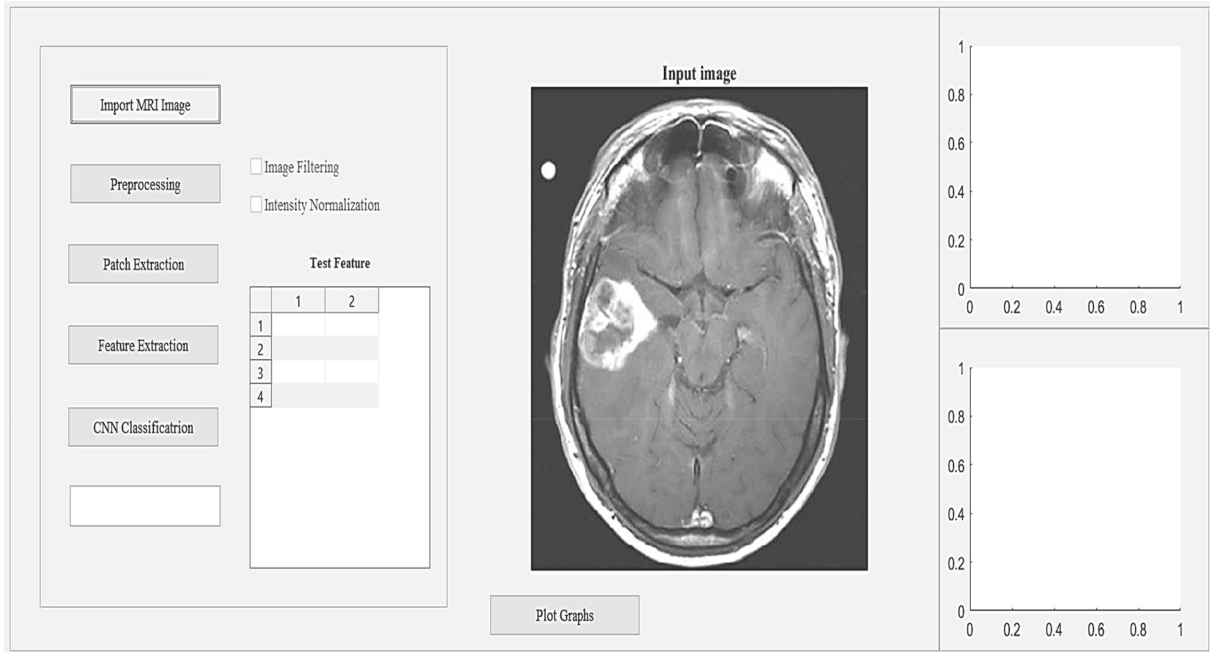 Import MRI Image
Preprocessing
Image Filtering
Intensity Normalization
Patch Extraction
Test Feature
1 2
1
2
3
4
Feature Extraction
CNN Classificatrion
Input image
Plot Graphs
1
0.8
0.6
0.4
0.2
0
0 0.2 0.4 0.6 0.8 1
1
0.8
0.6
0.4
0.2
0
0 0.2 0.4 0.6 0.8 1